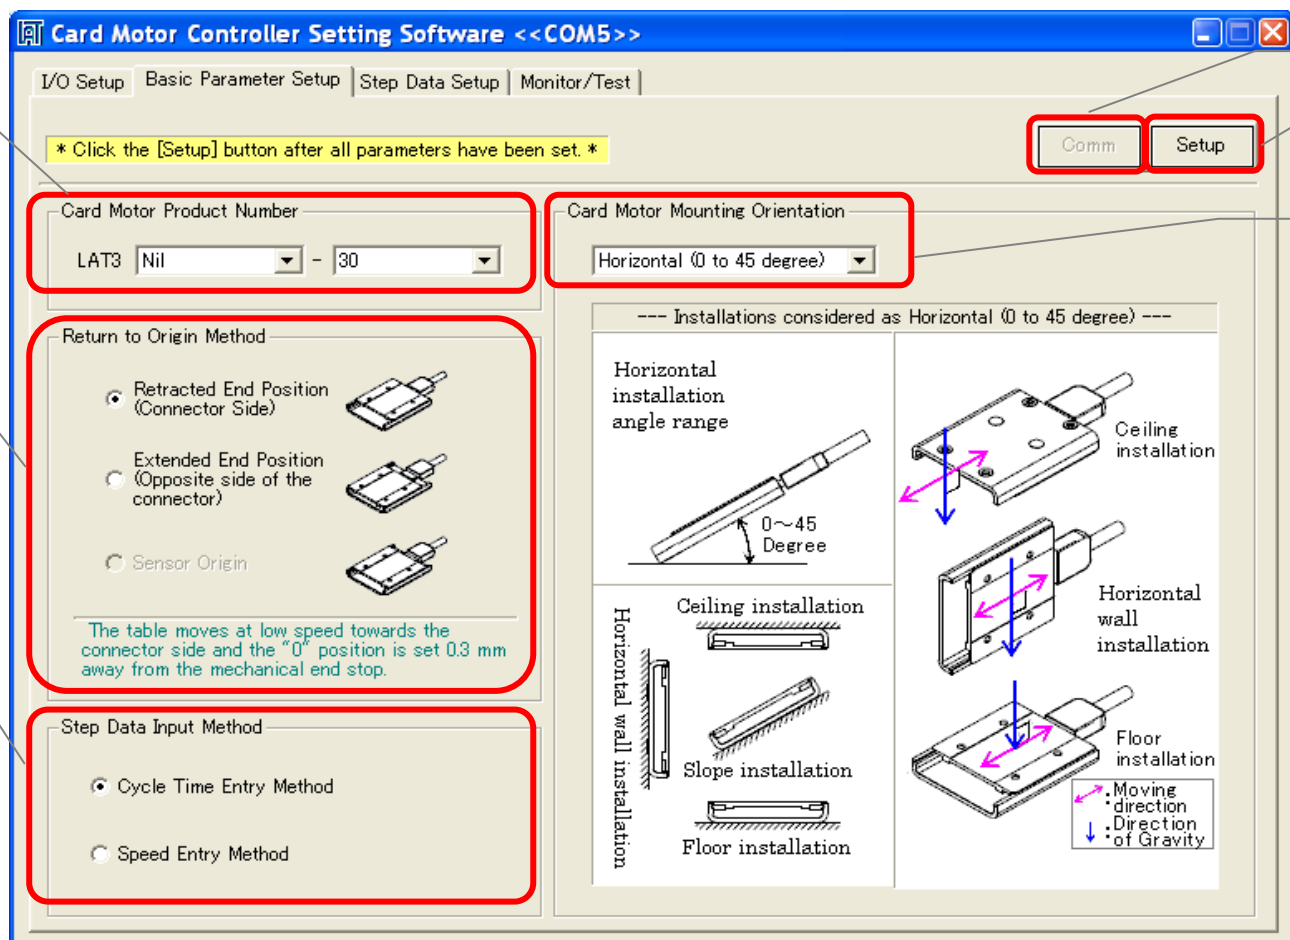 Card Motor Controller Setting Software <<COM5>>
I/O Setup
Basic Parameter Setup
Step Data Setup
Monitor/Test
* Click the [Setup] button after all parameters have been set. *
Comm
Setup
Card Motor Product Number
LAT3 Nil - 30
Card Motor Mounting Orientation
Horizontal (0 to 45 degree)
Return to Origin Method
Retracted End Position
(Connector Side)
Extended End Position
(Opposite side of the
connector)
Sensor Origin
The table moves at low speed towards the
connector side and the "0" position is set 0.3 mm
away from the mechanical end stop.
Step Data Input Method
Cycle Time Entry Method
Speed Entry Method
--- Installations considered as Horizontal (0 to 45 degree) ---
Horizontal
installation
angle range
0～45
Degree
Horizontal wall installation
Ceiling installation
Slope installation
Floor installation
Ceiling
installation
Horizontal
wall
installation
Floor
installation
:Moving
direction
:Direction
of Gravity